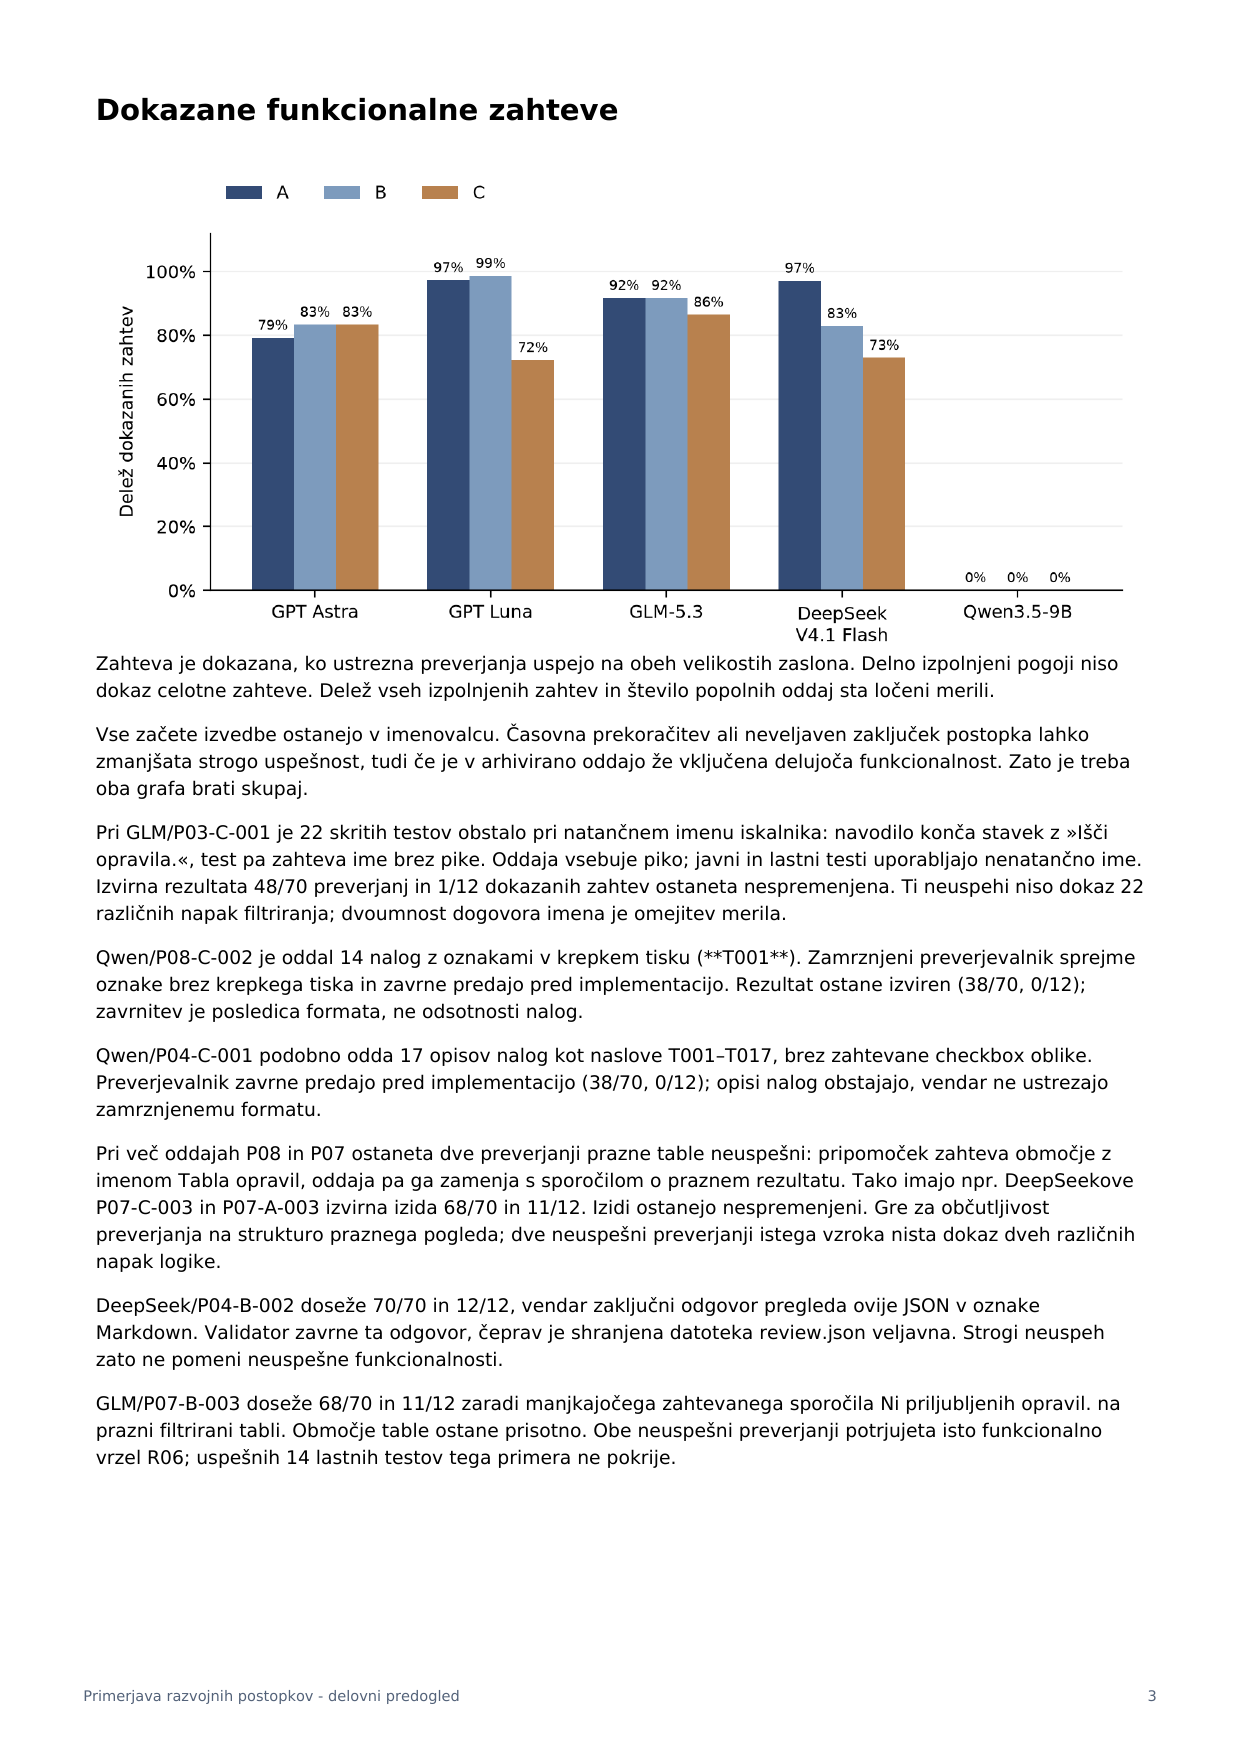 Dokazane funkcionalne zahteve
A B C
Delež dokazanih zahtev
100%
80%
60%
40%
20%
0%
79% 83% 83%
97% 99% 72%
92% 92% 86%
97% 83% 73%
0% 0% 0%
GPT Astra GPT Luna GLM-5.3 DeepSeek V4.1 Flash Qwen3.5-9B
Zahteva je dokazana, ko ustrezna preverjanja uspejo na obeh velikostih zaslona. Delno izpolnjeni pogoji niso
dokaz celotne zahteve. Delež vseh izpolnjenih zahtev in število popolnih oddaj sta ločeni merili.
Vse začete izvedbe ostanejo v imenovalcu. Časovna prekoračitev ali neveljaven zaključek postopka lahko
zmanjšata strogo uspešnost, tudi če je v arhivirano oddajo že vključena delujoča funkcionalnost. Zato je treba
oba grafa brati skupaj.
Pri GLM/P03-C-001 je 22 skritih testov obstalo pri natančnem imenu iskalnika: navodilo konča stavek z »Išči
opravila.«, test pa zahteva ime brez pike. Oddaja vsebuje piko; javni in lastni testi uporabljajo nenatančno ime.
Izvirna rezultata 48/70 preverjanj in 1/12 dokazanih zahtev ostaneta nespremenjena. Ti neuspehi niso dokaz 22
različnih napak filtriranja; dvoumnost dogovora imena je omejitev merila.
Qwen/P08-C-002 je oddal 14 nalog z oznakami v krepkem tisku (**T001**). Zamrznjeni preverjevalnik sprejme
oznake brez krepkega tiska in zavrne predajo pred implementacijo. Rezultat ostane izviren (38/70, 0/12);
zavrnitev je posledica formata, ne odsotnosti nalog.
Qwen/P04-C-001 podobno odda 17 opisov nalog kot naslove T001–T017, brez zahtevane checkbox oblike.
Preverjevalnik zavrne predajo pred implementacijo (38/70, 0/12); opisi nalog obstajajo, vendar ne ustrezajo
zamrznjenemu formatu.
Pri več oddajah P08 in P07 ostaneta dve preverjanji prazne table neuspešni: pripomoček zahteva območje z
imenom Tabla opravil, oddaja pa ga zamenja s sporočilom o praznem rezultatu. Tako imajo npr. DeepSeekove
P07-C-003 in P07-A-003 izvirna izida 68/70 in 11/12. Izidi ostanejo nespremenjeni. Gre za občutljivost
preverjanja na strukturo praznega pogleda; dve neuspešni preverjanji istega vzroka nista dokaz dveh različnih
napak logike.
DeepSeek/P04-B-002 doseže 70/70 in 12/12, vendar zaključni odgovor pregleda ovije JSON v oznake
Markdown. Validator zavrne ta odgovor, čeprav je shranjena datoteka review.json veljavna. Strogi neuspeh
zato ne pomeni neuspešne funkcionalnosti.
GLM/P07-B-003 doseže 68/70 in 11/12 zaradi manjkajočega zahtevanega sporočila Ni priljubljenih opravil. na
prazni filtrirani tabli. Območje table ostane prisotno. Obe neuspešni preverjanji potrjujeta isto funkcionalno
vrzel R06; uspešnih 14 lastnih testov tega primera ne pokrije.
Primerjava razvojnih postopkov - delovni predogled 3